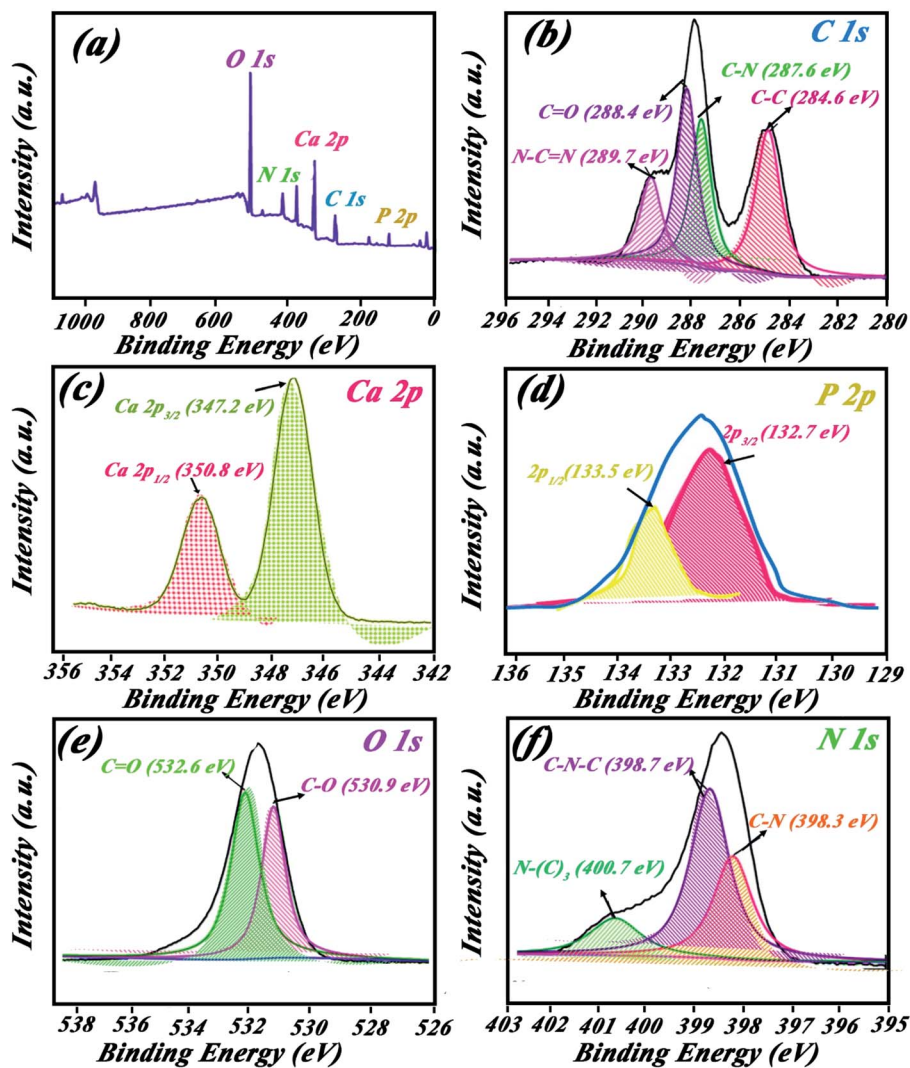 (a)
O 1s
Ca 2p
N 1s
C 1s
P 2p
Intensity (a.u.)
1000 800 600 400 200 0
Binding Energy (eV)
(b)
C 1s
C-N (287.6 eV)
C-C (284.6 eV)
C=O (288.4 eV)
N-C=N (289.7 eV)
Intensity (a.u.)
296 294 292 290 288 286 284 282 280
Binding Energy (eV)
(c)
Ca 2p
Ca 2p3/2 (347.2 eV)
Ca 2p1/2 (350.8 eV)
Intensity (a.u.)
356 354 352 350 348 346 344 342
Binding Energy (eV)
(d)
P 2p
2p3/2 (132.7 eV)
2p1/2 (133.5 eV)
Intensity (a.u.)
136 135 134 133 132 131 130 129
Binding Energy (eV)
(e)
O 1s
C=O (532.6 eV)
C-O (530.9 eV)
Intensity (a.u.)
538 536 534 532 530 528 526
Binding Energy (eV)
(f)
N 1s
C-N-C (398.7 eV)
C-N (398.3 eV)
N-(C)3 (400.7 eV)
Intensity (a.u.)
403 402 401 400 399 398 397 395
Binding Energy (eV)